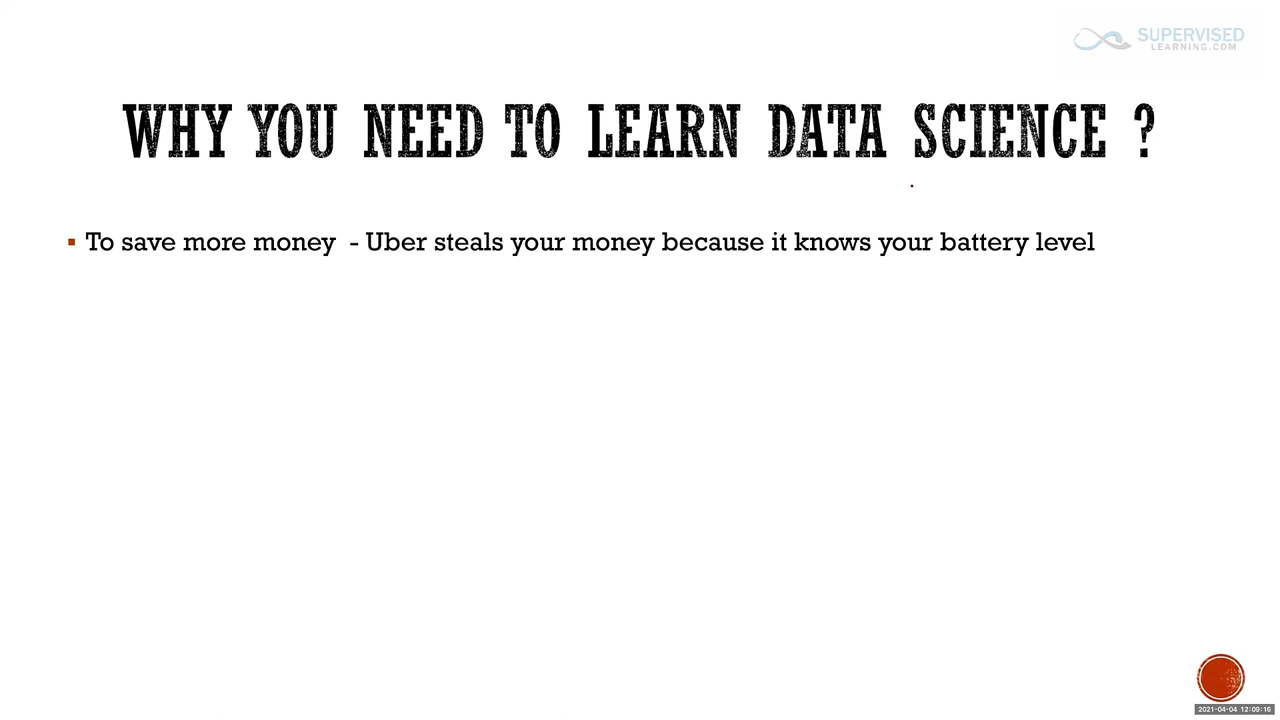 SUPERVISED
LEARNING.COM
WHY YOU NEED TO LEARN DATA SCIENCE ?
To save more money - Uber steals your money because it knows your battery level
2021-04-04 12:09:16